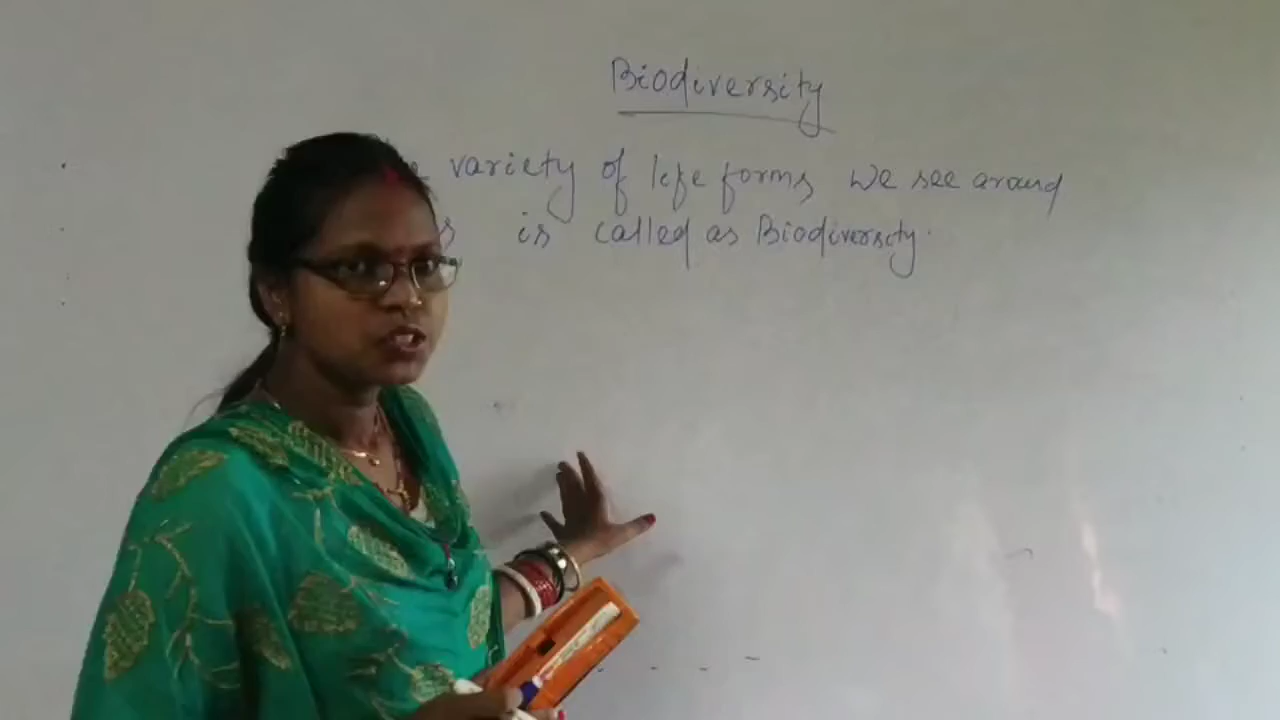 Biodiversity
variety of life forms we see around
is called as Biodiversity.